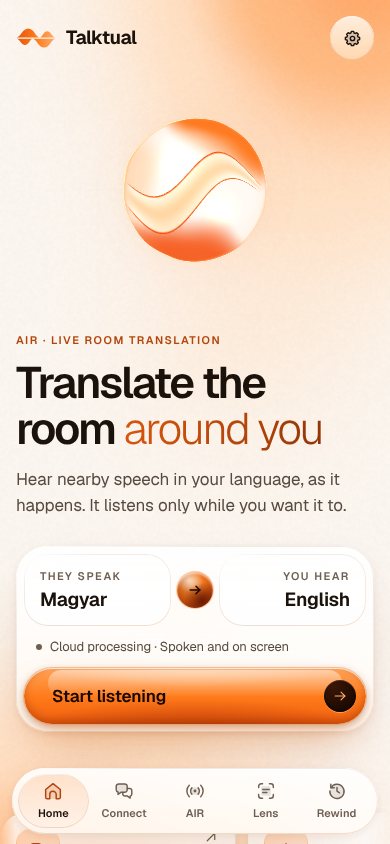 Talktual
AIR · LIVE ROOM TRANSLATION
Translate the
room around you
Hear nearby speech in your language, as it
happens. It listens only while you want it to.
THEY SPEAK
Magyar
YOU HEAR
English
Cloud processing · Spoken and on screen
Start listening
Home
Connect
AIR
Lens
Rewind